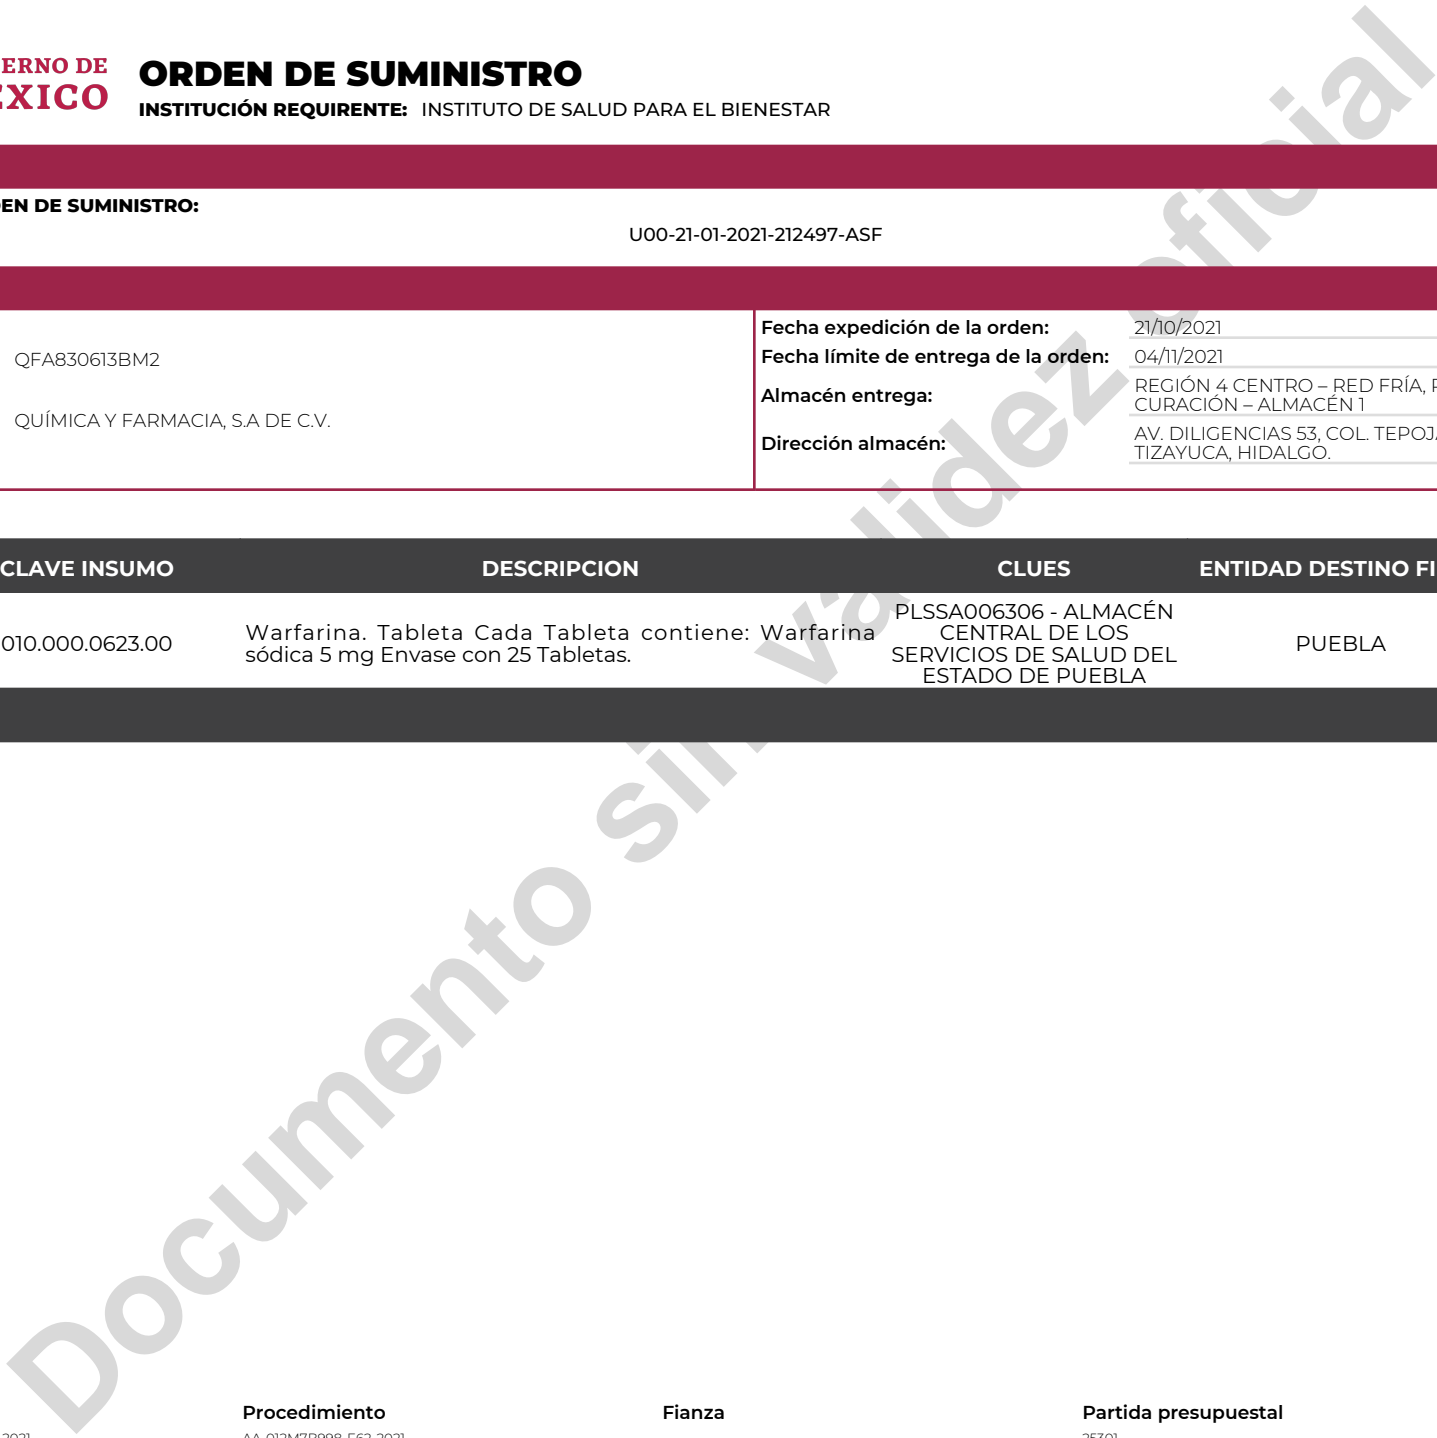 ERNO DE
ORDEN DE SUMINISTRO
INSTITUCIÓN REQUIRENTE: INSTITUTO DE SALUD PARA EL BIENESTAR
EXICO
EN DE SUMINISTRO:
U00-21-01-2021-212497-ASF
QFA830613BM2
QUÍMICA Y FARMACIA, S.A DE C.V.
Fecha expedición de la orden: 21/10/2021
Fecha límite de entrega de la orden: 04/11/2021
Almacén entrega: REGIÓN 4 CENTRO – RED FRÍA,
CURACIÓN – ALMACÉN 1
Dirección almacén: AV. DILIGENCIAS 53, COL. TEPOJ
TIZAYUCA, HIDALGO.
CLAVE INSUMO DESCRIPCION CLUES ENTIDAD DESTINO FI
010.000.0623.00
Warfarina. Tableta Cada Tableta contiene: Warfarina
sódica 5 mg Envase con 25 Tabletas.
PLSSA006306 - ALMACÉN
CENTRAL DE LOS
SERVICIOS DE SALUD DEL
ESTADO DE PUEBLA
PUEBLA
Documento sin validez oficial
Procedimiento Fianza Partida presupuestal